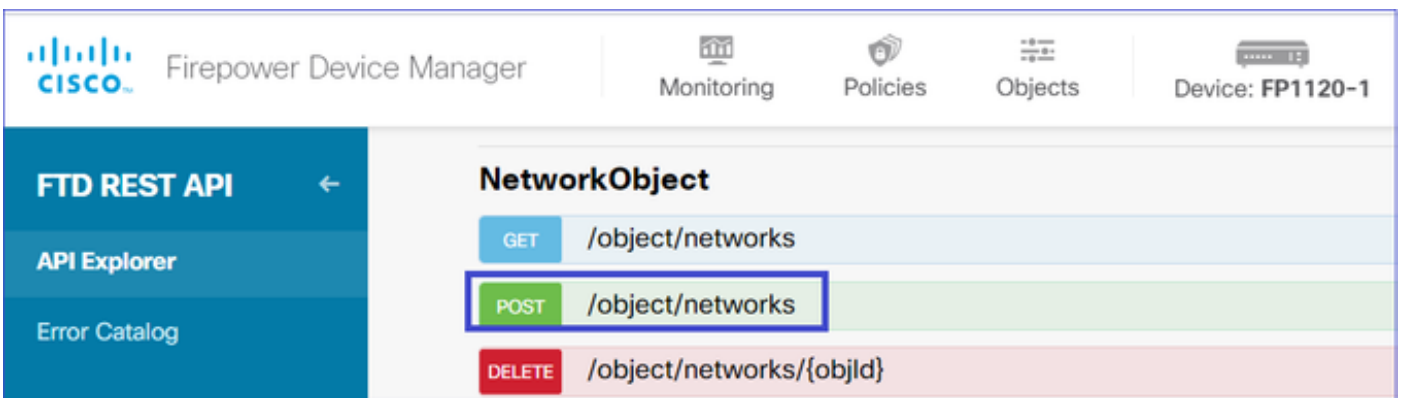 CISCO
Firepower Device Manager
Monitoring
Policies
Objects
Device: FP1120-1
FTD REST API ←
API Explorer
Error Catalog
NetworkObject
GET /object/networks
POST /object/networks
DELETE /object/networks/{objId}